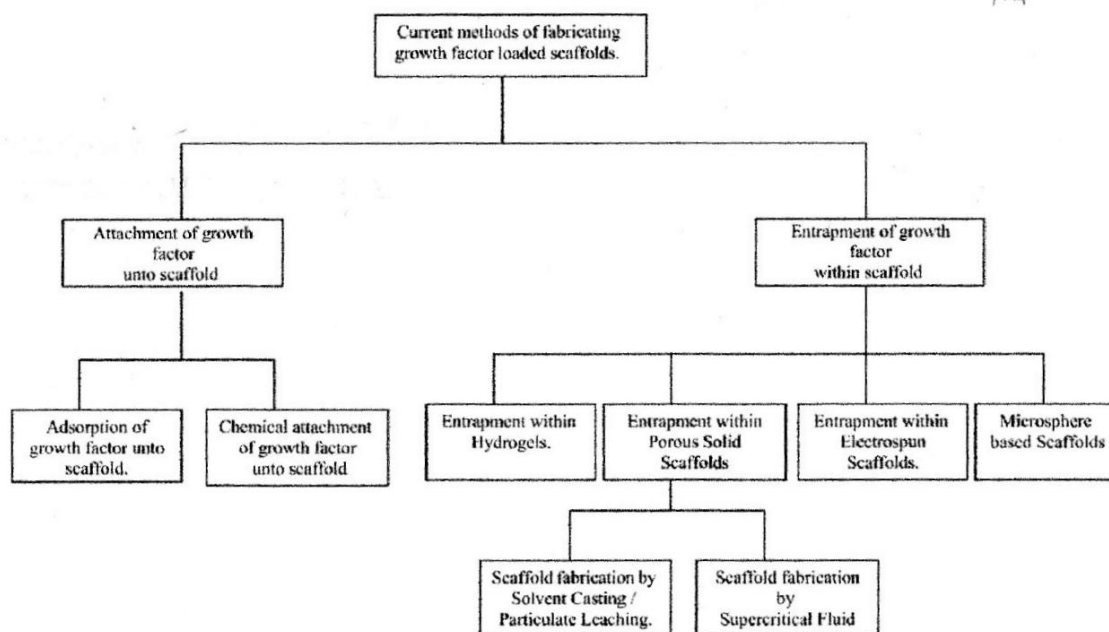 Current methods of fabricating
growth factor loaded scaffolds.
Attachment of growth
factor
unto scaffold
Entrapment of growth
factor
within scaffold
Adsorption of
growth factor unto
scaffold.
Chemical attachment
of growth factor
unto scaffold
Entrapment within
Hydrogels.
Entrapment within
Porous Solid
Scaffolds
Entrapment within
Electrospun
Scaffolds.
Microsphere
based Scaffolds
Scaffold fabrication by
Solvent Casting /
Particulate Leaching.
Scaffold fabrication
by
Supercritical Fluid